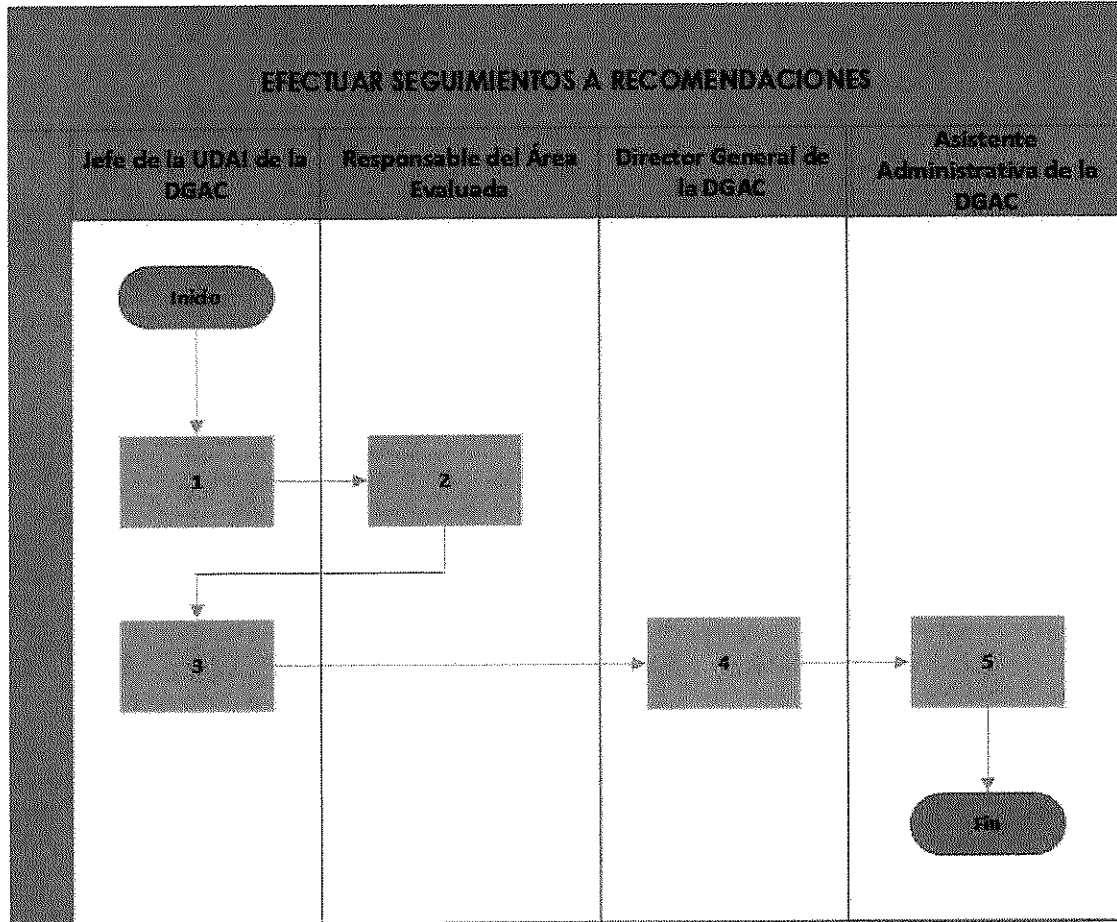 EFECTUAR SEGUIMIENTOS A RECOMENDACIONES
Jefe de la UDAI de la
DGAC
Responsable del Área
Evaluada
Director General de
la DGAC
Asistente
Administrativa de la
DGAC
Inicio
1
2
3
4
5
Fin